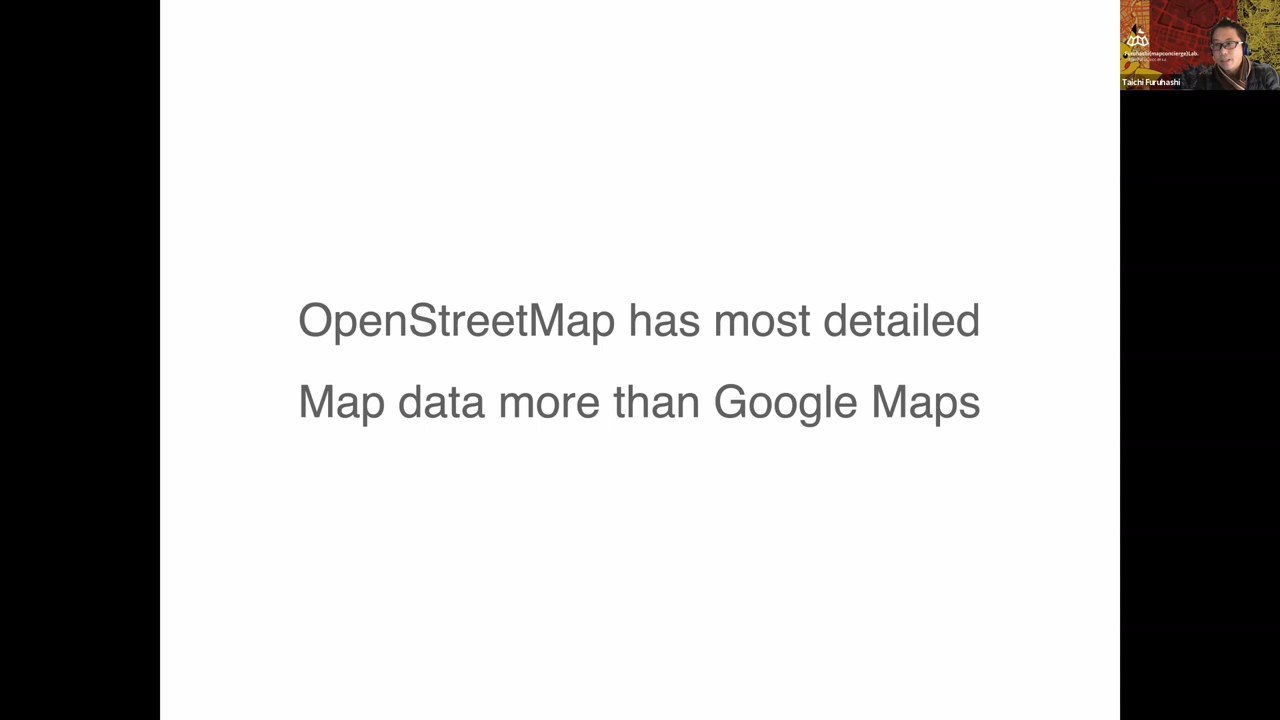 OpenStreetMap has most detailed
Map data more than Google Maps
Taichi Furuhashi